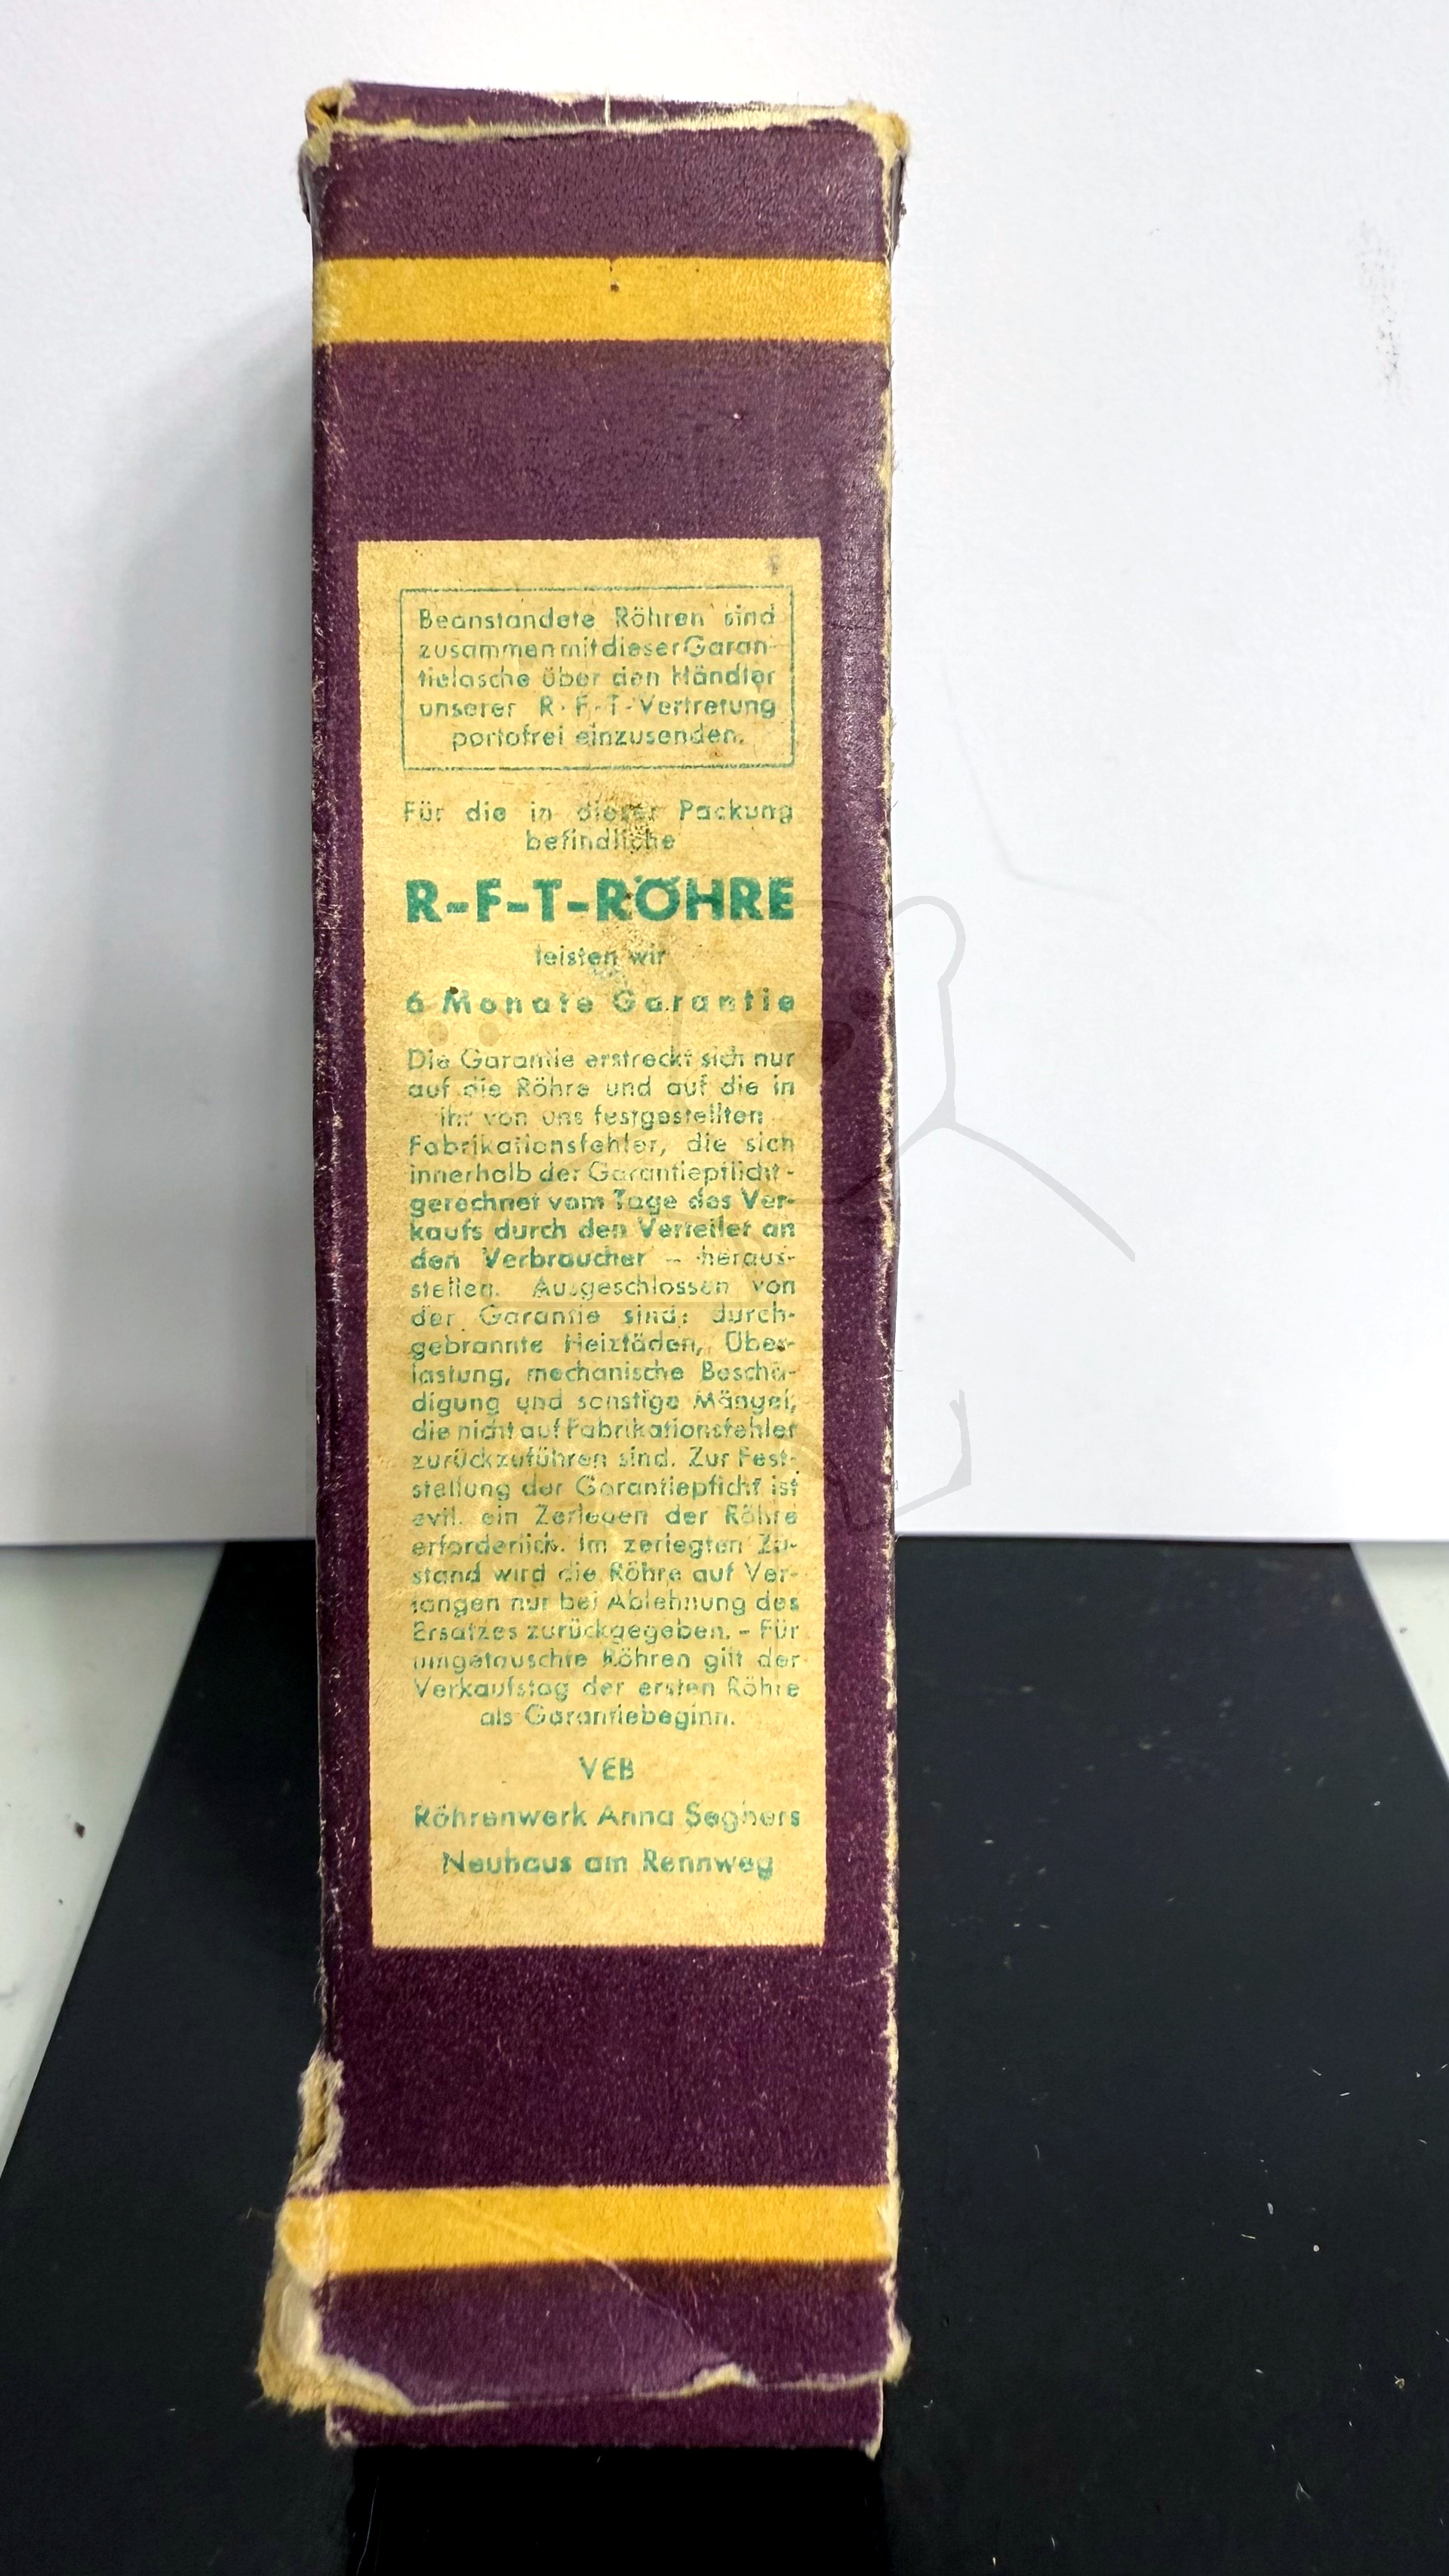 Beanstandete Röhren sind
zusammen mit dieser Garan-
tielasche über den Händler
unserer R-F-T-Vertretung
portofrei einzusenden.
Für die in dieser Packung
befindliche
R-F-T-RÖHRE
leisten wir
6 Monate Garantie
Die Garantie erstreckt sich nur
auf die Röhre und auf die in
ihr von uns festgestellten
Fabrikationsfehler, die sich
innerhalb der Garantiepflicht -
gerechnet vom Tage des Ver-
kaufs durch den Verteiler an
den Verbraucher - heraus-
stellen. Ausgeschlossen von
der Garantie sind: durch-
gebrannte Heizfäden, Über-
lastung, mechanische Beschä-
digung und sonstige Mängel,
die nicht auf Fabrikationsfehler
zurückzuführen sind. Zur Fest-
stellung der Garantiepflicht ist
evtl. ein Zerlegen der Röhre
erforderlich. Im zerlegten Zu-
stand wird die Röhre auf Ver-
langen nur bei Ablehnung des
Ersatzes zurückgegeben. - Für
umgetauschte Röhren gilt der
Verkaufstag der ersten Röhre
als Garantiebeginn.
VEB
Röhrenwerk Anna Seghers
Neuhaus am Rennweg